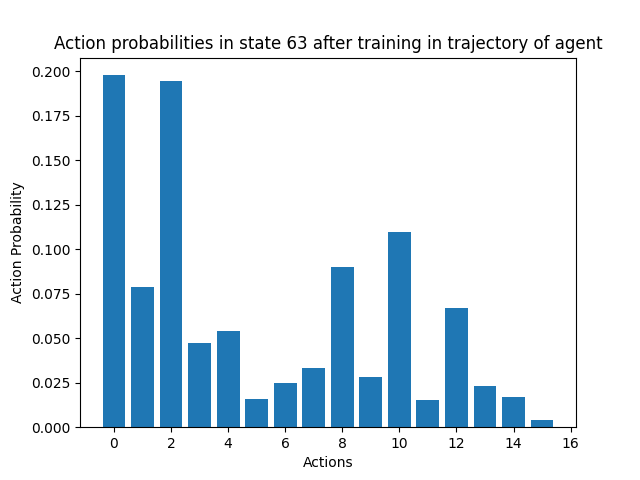 Action probabilities in state 63 after training in trajectory of agent
0.200
0.175
0.150
0.125
0.100
0.075
0.050
0.025
0.000
Action Probability
0 2 4 6 8 10 12 14 16
Actions